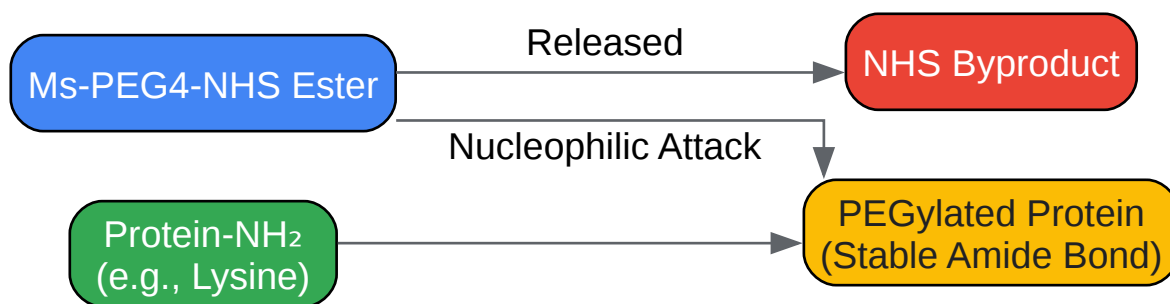 Released
Ms-PEG4-NHS Ester
NHS Byproduct
Nucleophilic Attack
Protein-NH₂
(e.g., Lysine)
PEGylated Protein
(Stable Amide Bond)